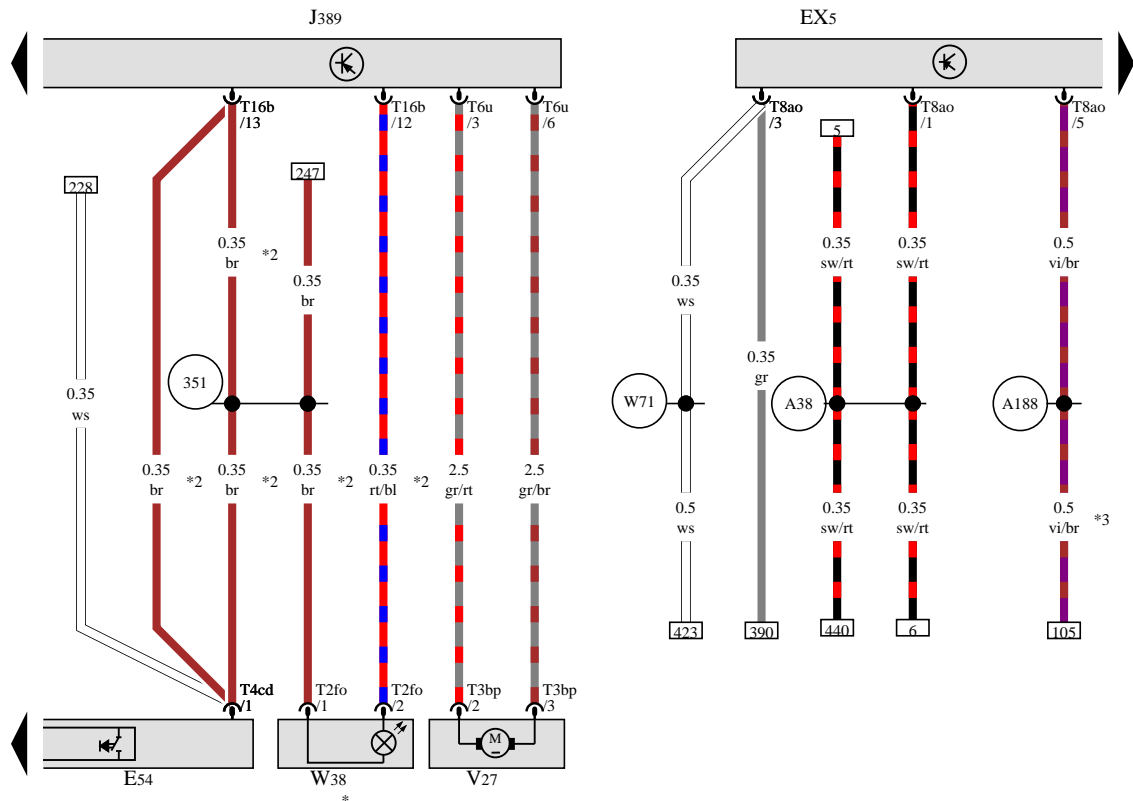 J389 EX5
T16b /13
T16b /12
T6u /3
T6u /6
T8ao /3
T8ao /1
T8ao /5
5
228
247
0.35 br *2
0.35 br
0.35 sw/rt
0.35 sw/rt
0.5 vi/br
0.35 ws
0.35 gr
351
0.35 ws
W71
A38
A188
0.35 br *2
0.35 br *2
0.35 br *2
0.35 rt/bl *2
2.5 gr/rt
2.5 gr/br
0.5 ws
0.35 sw/rt
0.35 sw/rt
0.5 vi/br *3
423
390
440
6
105
T4cd /1
T2fo /1
T2fo /2
T3bp /2
T3bp /3
M
E54
W38
*
V27